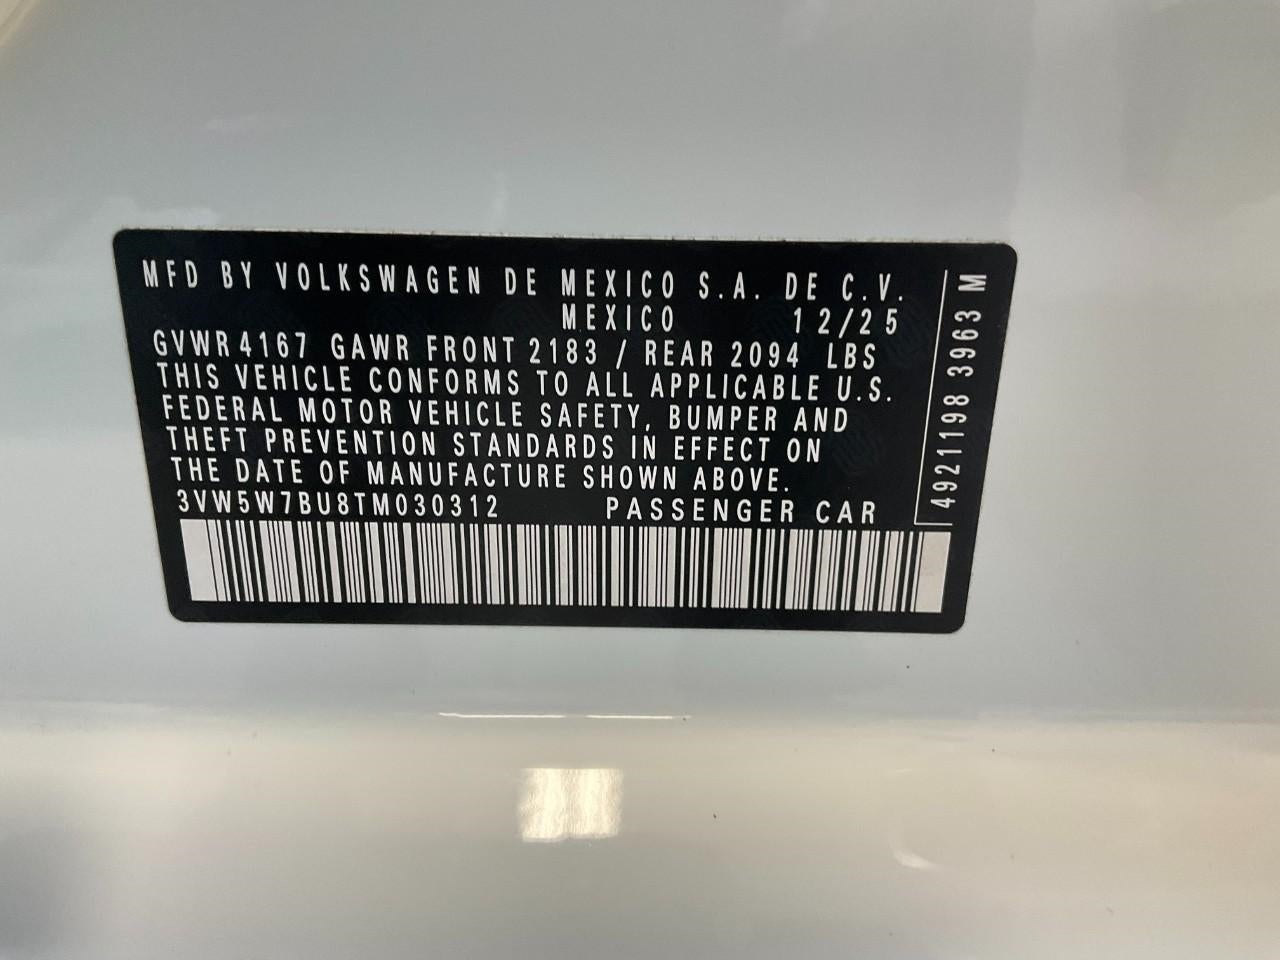 MFD BY VOLKSWAGEN DE MEXICO S.A. DE C.V.
MEXICO 12/25
GVWR 4167 GAWR FRONT 2183 / REAR 2094 LBS
THIS VEHICLE CONFORMS TO ALL APPLICABLE U.S.
FEDERAL MOTOR VEHICLE SAFETY, BUMPER AND
THEFT PREVENTION STANDARDS IN EFFECT ON
THE DATE OF MANUFACTURE SHOWN ABOVE.
3VW5W7BU8TM030312 PASSENGER CAR
4921198 3963 M